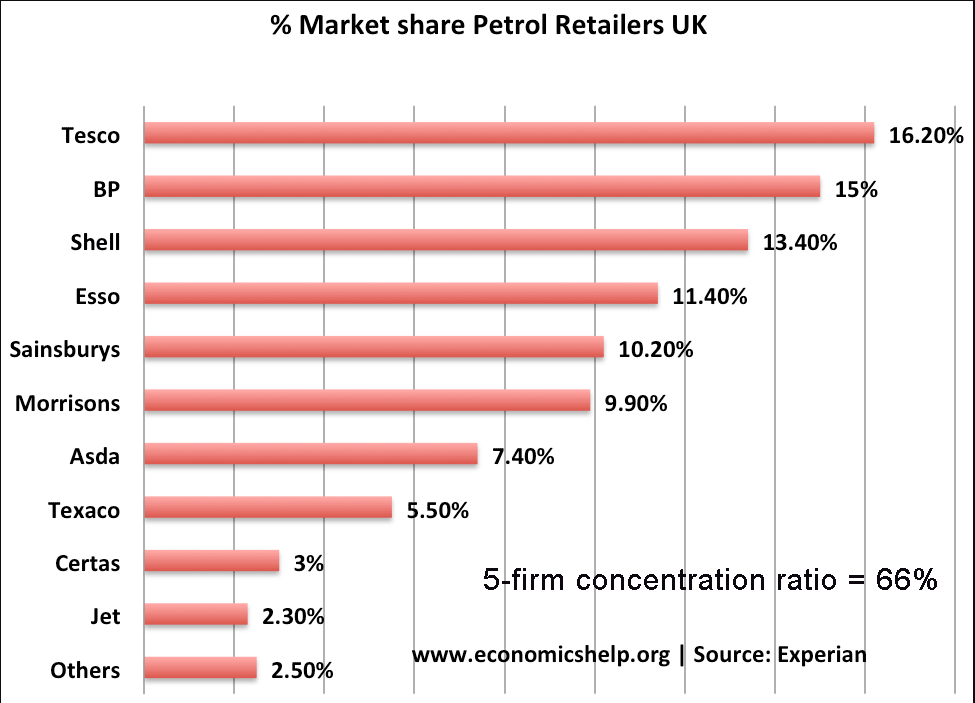 % Market share Petrol Retailers UK
Tesco 16.20%
BP 15%
Shell 13.40%
Esso 11.40%
Sainsburys 10.20%
Morrisons 9.90%
Asda 7.40%
Texaco 5.50%
Certas 3%
5-firm concentration ratio = 66%
Jet 2.30%
www.economicshelp.org | Source: Experian
Others 2.50%